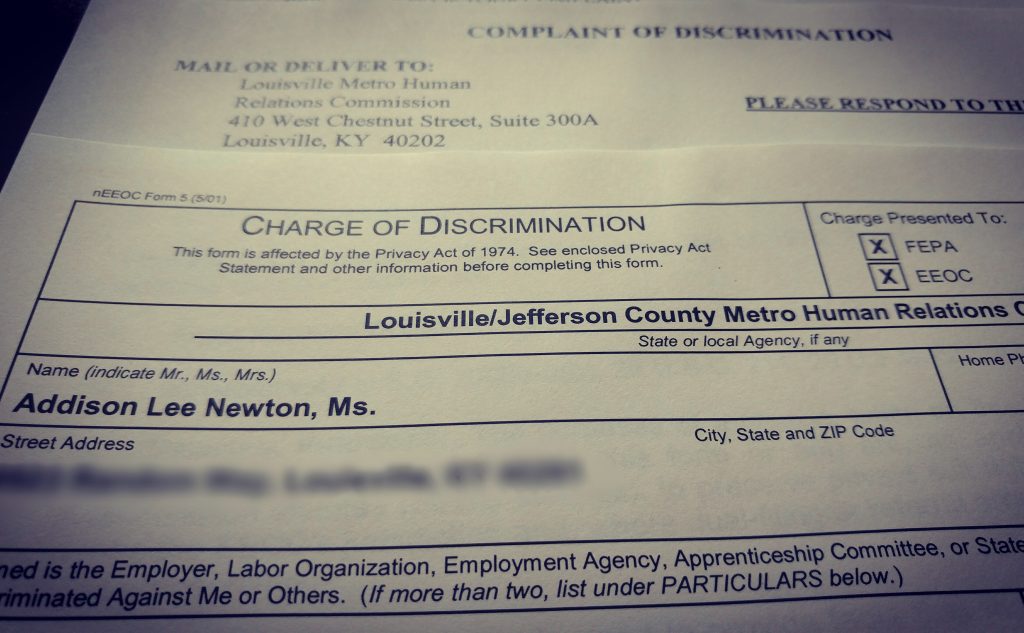 COMPLAINT OF DISCRIMINATION
MAIL OR DELIVER TO:
Louisville Metro Human
Relations Commission
410 West Chestnut Street, Suite 300A
Louisville, KY 40202
PLEASE RESPOND TO TH
nEEOC Form 5 (5/01)
CHARGE OF DISCRIMINATION
This form is affected by the Privacy Act of 1974. See enclosed Privacy Act
Statement and other information before completing this form.
Charge Presented To:
X FEPA
X EEOC
Louisville/Jefferson County Metro Human Relations C
State or local Agency, if any
Name (indicate Mr., Ms., Mrs.)
Home Ph
Addison Lee Newton, Ms.
Street Address
City, State and ZIP Code
ned is the Employer, Labor Organization, Employment Agency, Apprenticeship Committee, or State
riminated Against Me or Others. (If more than two, list under PARTICULARS below.)